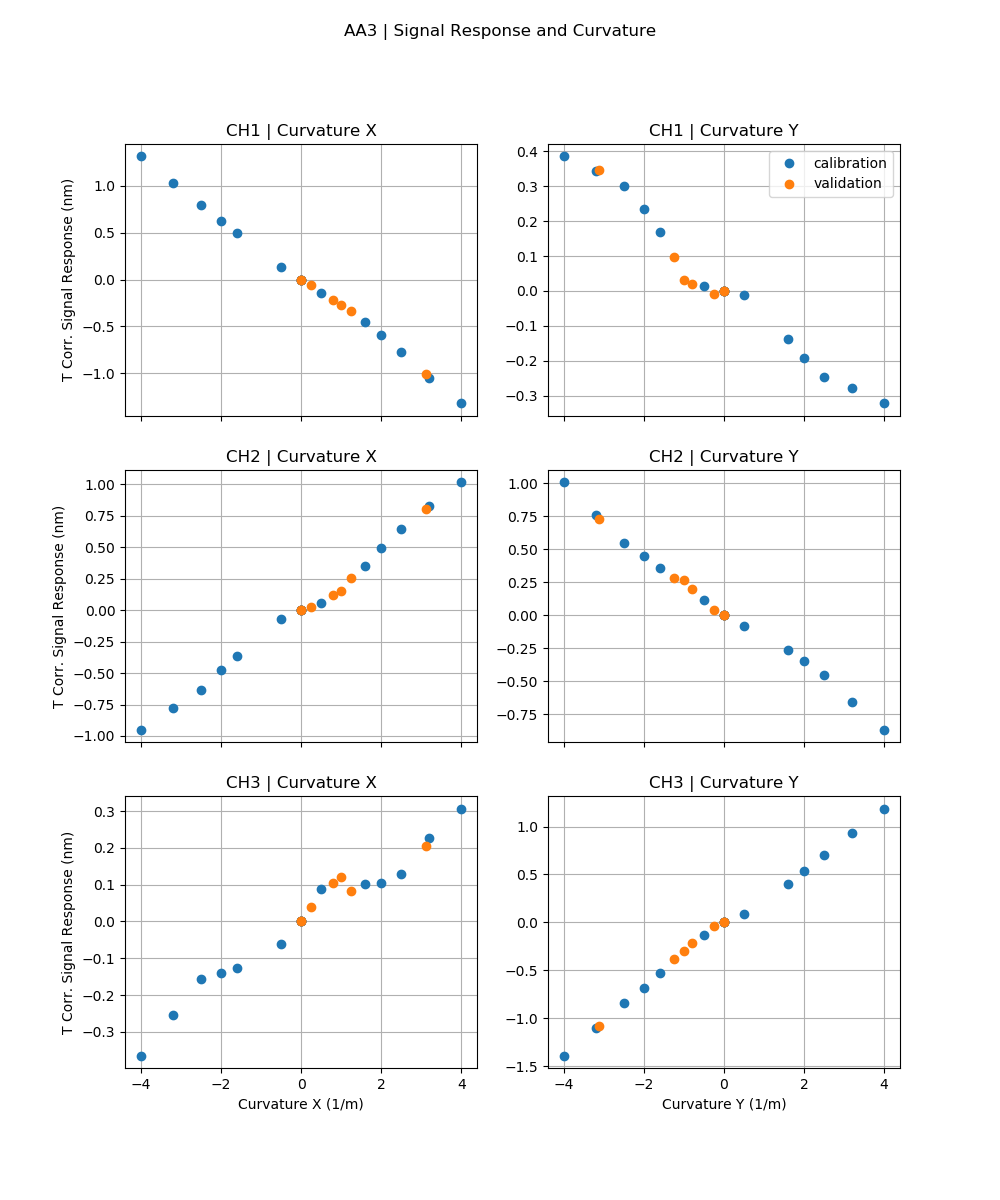 AA3 | Signal Response and Curvature
CH1 | Curvature X
CH1 | Curvature Y
T Corr. Signal Response (nm)
1.0
0.5
0.0
−0.5
−1.0
0.4
0.3
0.2
0.1
0.0
−0.1
−0.2
−0.3
calibration
validation
CH2 | Curvature X
CH2 | Curvature Y
T Corr. Signal Response (nm)
1.00
0.75
0.50
0.25
0.00
−0.25
−0.50
−0.75
−1.00
1.00
0.75
0.50
0.25
0.00
−0.25
−0.50
−0.75
CH3 | Curvature X
CH3 | Curvature Y
T Corr. Signal Response (nm)
0.3
0.2
0.1
0.0
−0.1
−0.2
−0.3
1.0
0.5
0.0
−0.5
−1.0
−1.5
−4 −2 0 2 4
−4 −2 0 2 4
Curvature X (1/m)
Curvature Y (1/m)